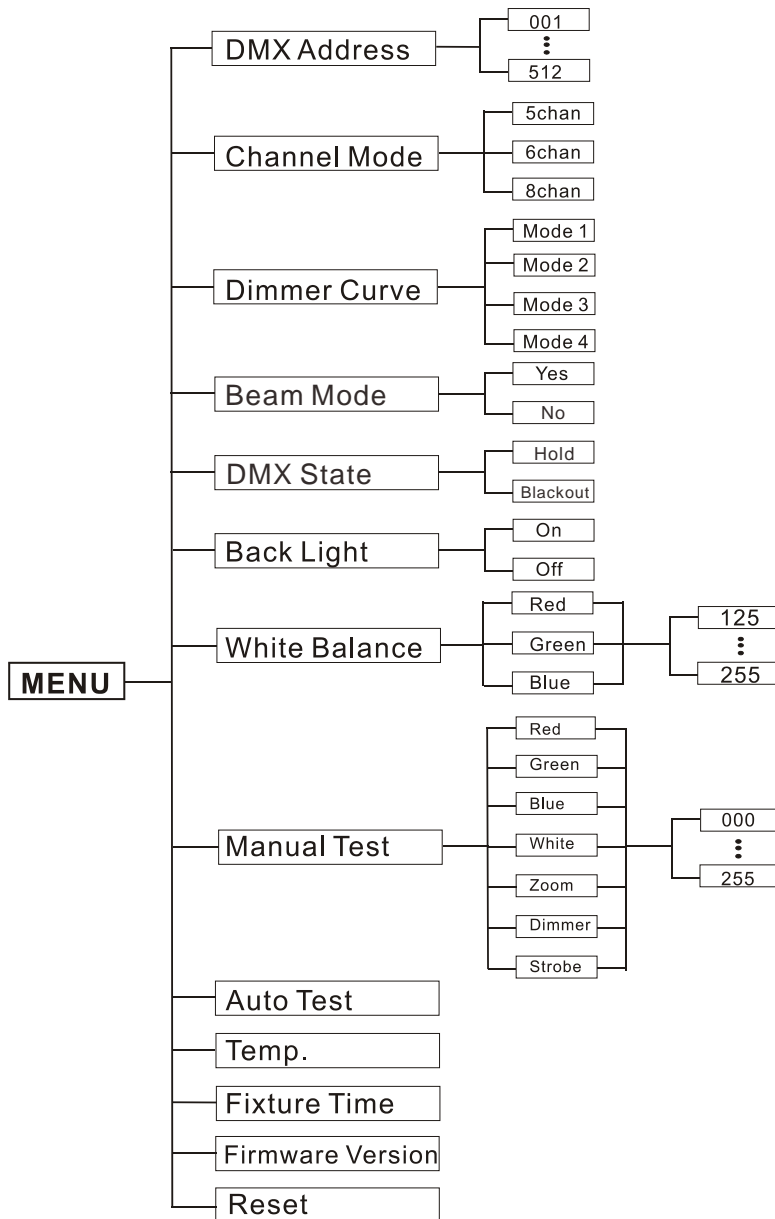 DMX Address
001
512
Channel Mode
5chan
6chan
8chan
Dimmer Curve
Mode 1
Mode 2
Mode 3
Mode 4
Beam Mode
Yes
No
DMX State
Hold
Blackout
Back Light
On
Off
White Balance
Red
Green
Blue
125
255
MENU
Manual Test
Red
Green
Blue
White
Zoom
Dimmer
Strobe
000
255
Auto Test
Temp.
Fixture Time
Firmware Version
Reset